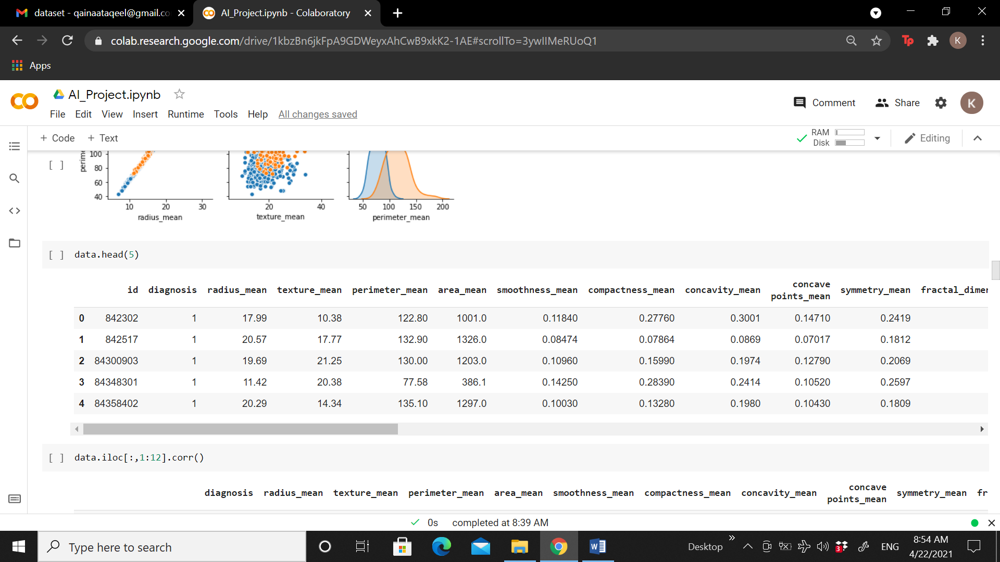 dataset - qainaataqeel@gmail.co
AI_Project.ipynb - Colaboratory
colab.research.google.com/drive/1kbzBn6jkFpA9GDWeyxAhCwB9xkK2-1AE#scrollTo=3ywIIMeRUoQ1
Tp
K
Apps
AI_Project.ipynb
File Edit View Insert Runtime Tools Help All changes saved
Comment
Share
K
+ Code + Text
RAM
Disk
Editing
[ ]
perime
100
80
60
40
10 20 30
radius_mean
20 40
texture_mean
50 100 150 200
perimeter_mean
[ ] data.head(5)
id diagnosis radius_mean texture_mean perimeter_mean area_mean smoothness_mean compactness_mean concavity_mean concave points_mean symmetry_mean fractal_dimen
0 842302 1 17.99 10.38 122.80 1001.0 0.11840 0.27760 0.3001 0.14710 0.2419
1 842517 1 20.57 17.77 132.90 1326.0 0.08474 0.07864 0.0869 0.07017 0.1812
2 84300903 1 19.69 21.25 130.00 1203.0 0.10960 0.15990 0.1974 0.12790 0.2069
3 84348301 1 11.42 20.38 77.58 386.1 0.14250 0.28390 0.2414 0.10520 0.2597
4 84358402 1 20.29 14.34 135.10 1297.0 0.10030 0.13280 0.1980 0.10430 0.1809
[ ] data.iloc[:,1:12].corr()
diagnosis radius_mean texture_mean perimeter_mean area_mean smoothness_mean compactness_mean concavity_mean concave points_mean symmetry_mean fr
0s completed at 8:39 AM
Type here to search
Desktop
3
ENG
8:54 AM
4/22/2021